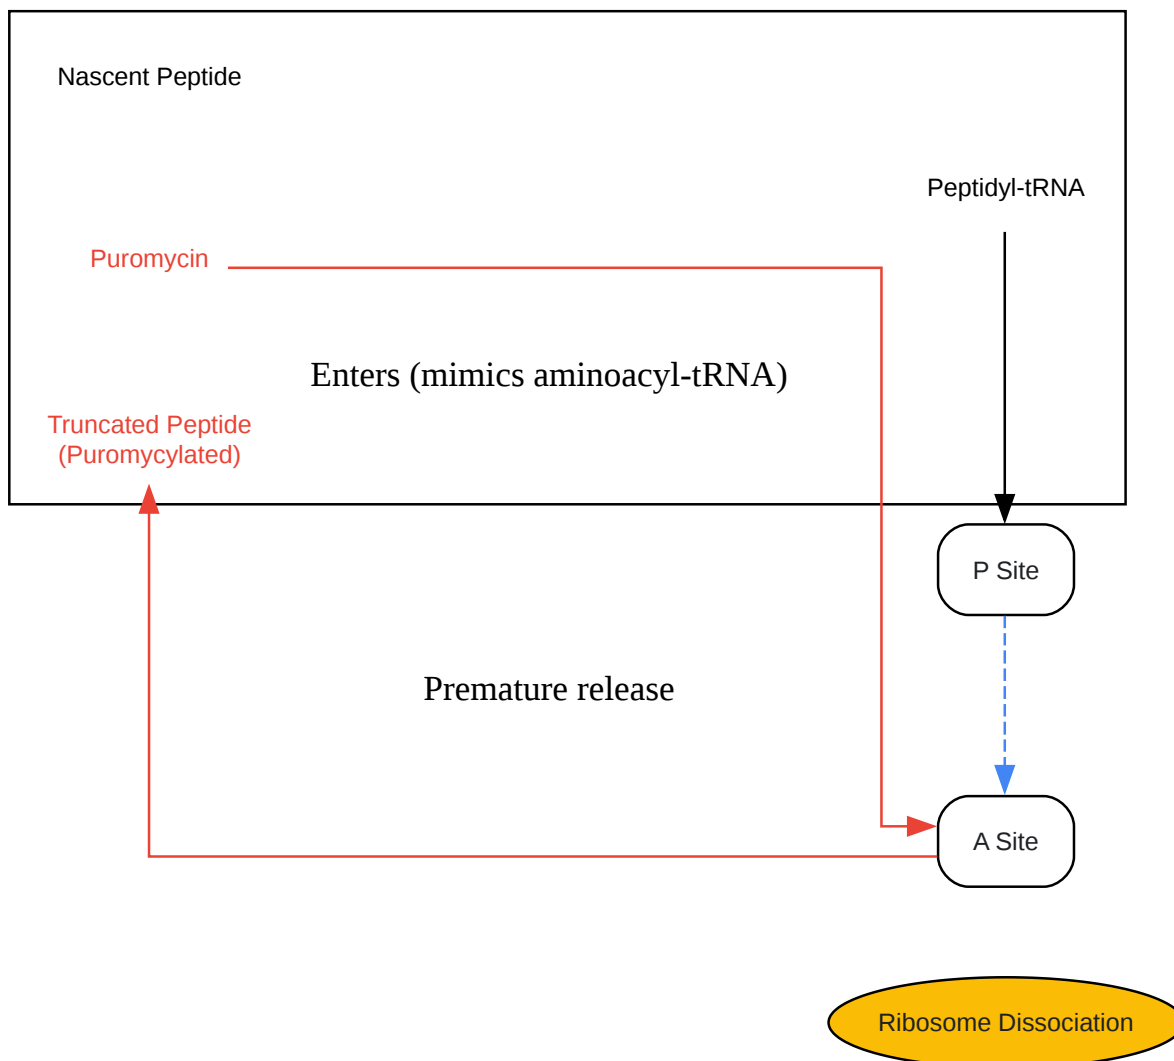 Nascent Peptide
Peptidyl-tRNA
Puromycin
Enters (mimics aminoacyl-tRNA)
Truncated Peptide
(Puromycylated)
P Site
Premature release
A Site
Ribosome Dissociation